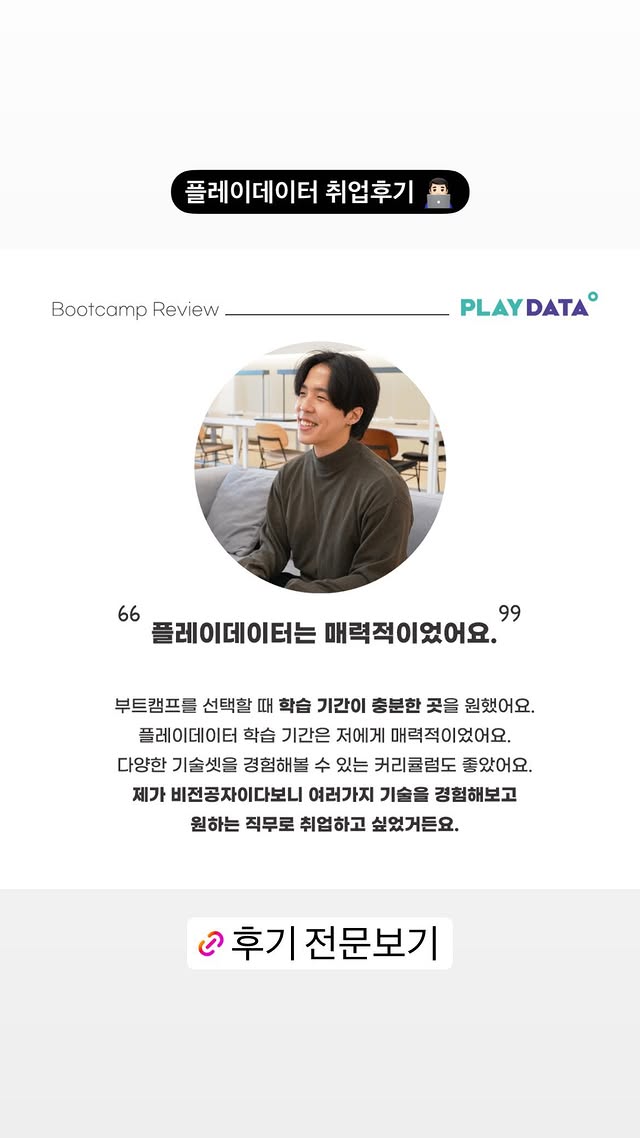 플레이데이터 취업후기
Bootcamp Review
PLAYDATA
“ 플레이데이터는 매력적이었어요. ”
부트캠프를 선택할 때 학습 기간이 충분한 곳을 원했어요.
플레이데이터 학습 기간은 저에게 매력적이었어요.
다양한 기술셋을 경험해볼 수 있는 커리큘럼도 좋았어요.
제가 비전공자이다보니 여러가지 기술을 경험해보고
원하는 직무로 취업하고 싶었거든요.
후기 전문보기